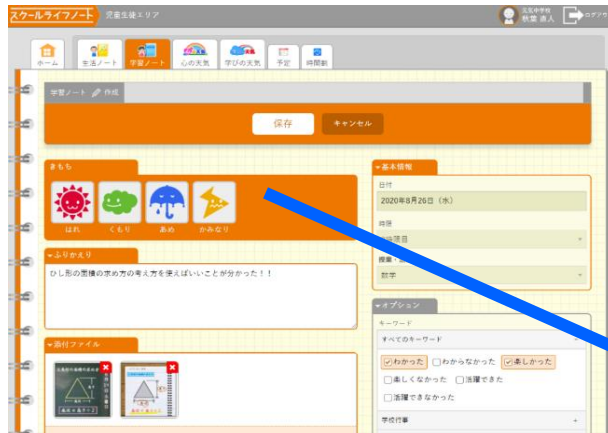 スクールライフノート 児童生徒エリア
ログアウト
ホーム
生活ノート
学習ノート
心の天気
学びの天気
予定
時間割
学習ノート 作成
保存
キャンセル
きもち
はれ
くもり
あめ
かみなり
ふりかえり
ひし形の面積の求め方の考え方を使えばいいことが分かった！！
添付ファイル
基本情報
日付
2020年8月26日（水）
時限
授業・
数学
オプション
キーワード
すべてのキーワード
わかった わからなかった 楽しかった
楽しくなかった 活躍できた
活躍できなかった
学校行事 +